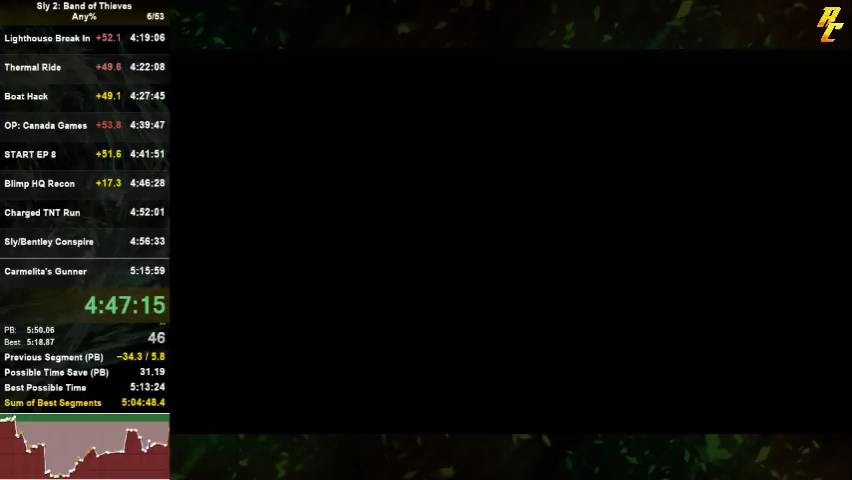 Sly 2: Band of Thieves
Any% 6/53
Lighthouse Break In +52.1 4:19:06
Thermal Ride +49.6 4:22:08
Boat Hack +49.1 4:27:45
OP: Canada Games +53.8 4:39:47
START EP 8 +51.6 4:41:51
Blimp HQ Recon +17.3 4:46:28
Charged TNT Run 4:52:01
Sly/Bentley Conspire 4:56:33
Carmelita's Gunner 5:15:59
4:47:15
PB: 5:50.06
Best: 5:18.87
46
Previous Segment (PB) −34.3 / 5.8
Possible Time Save (PB) 31.19
Best Possible Time 5:13:24
Sum of Best Segments 5:04:48.4